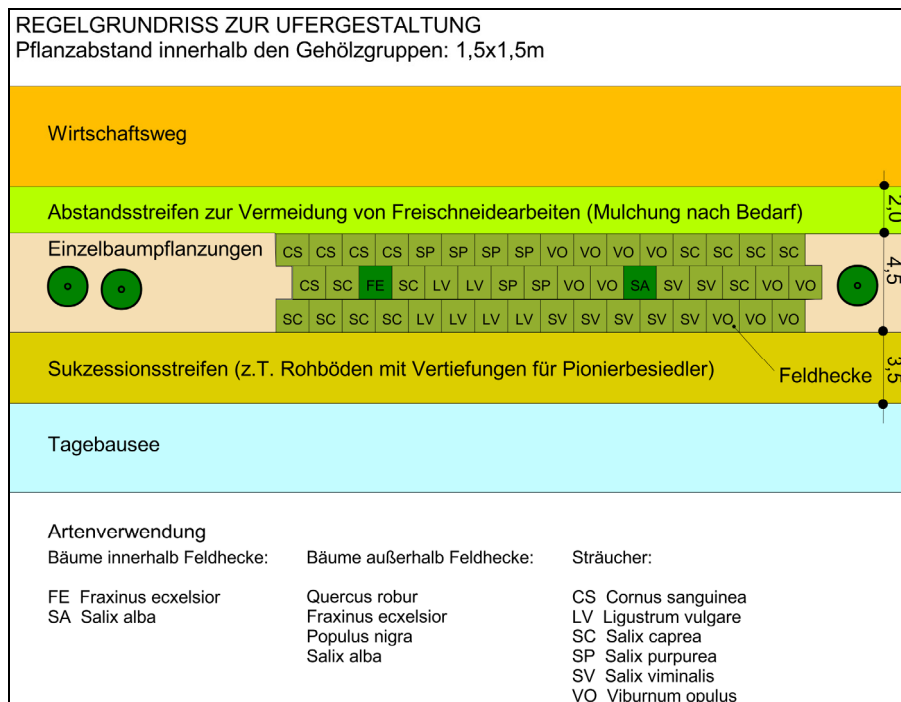 REGELGRUNDRISS ZUR UFERGESTALTUNG
Pflanzabstand innerhalb den Gehölzgruppen: 1,5x1,5m
Wirtschaftsweg
Abstandsstreifen zur Vermeidung von Freischneidearbeiten (Mulchung nach Bedarf)
2,0
Einzelbaumpflanzungen
CS CS CS CS SP SP SP SP VO VO VO VO SC SC SC SC
4,5
CS SC FE SC LV LV SP SP VO VO SA SV SV SC VO VO
SC SC SC SC LV LV LV LV SV SV SV SV SV VO VO VO
Sukzessionsstreifen (z.T. Rohböden mit Vertiefungen für Pionierbesiedler)
Feldhecke
3,5
Tagebausee
Artenverwendung
Bäume innerhalb Feldhecke:
FE Fraxinus ecxelsior
SA Salix alba
Bäume außerhalb Feldhecke:
Quercus robur
Fraxinus ecxelsior
Populus nigra
Salix alba
Sträucher:
CS Cornus sanguinea
LV Ligustrum vulgare
SC Salix caprea
SP Salix purpurea
SV Salix viminalis
VO Viburnum opulus